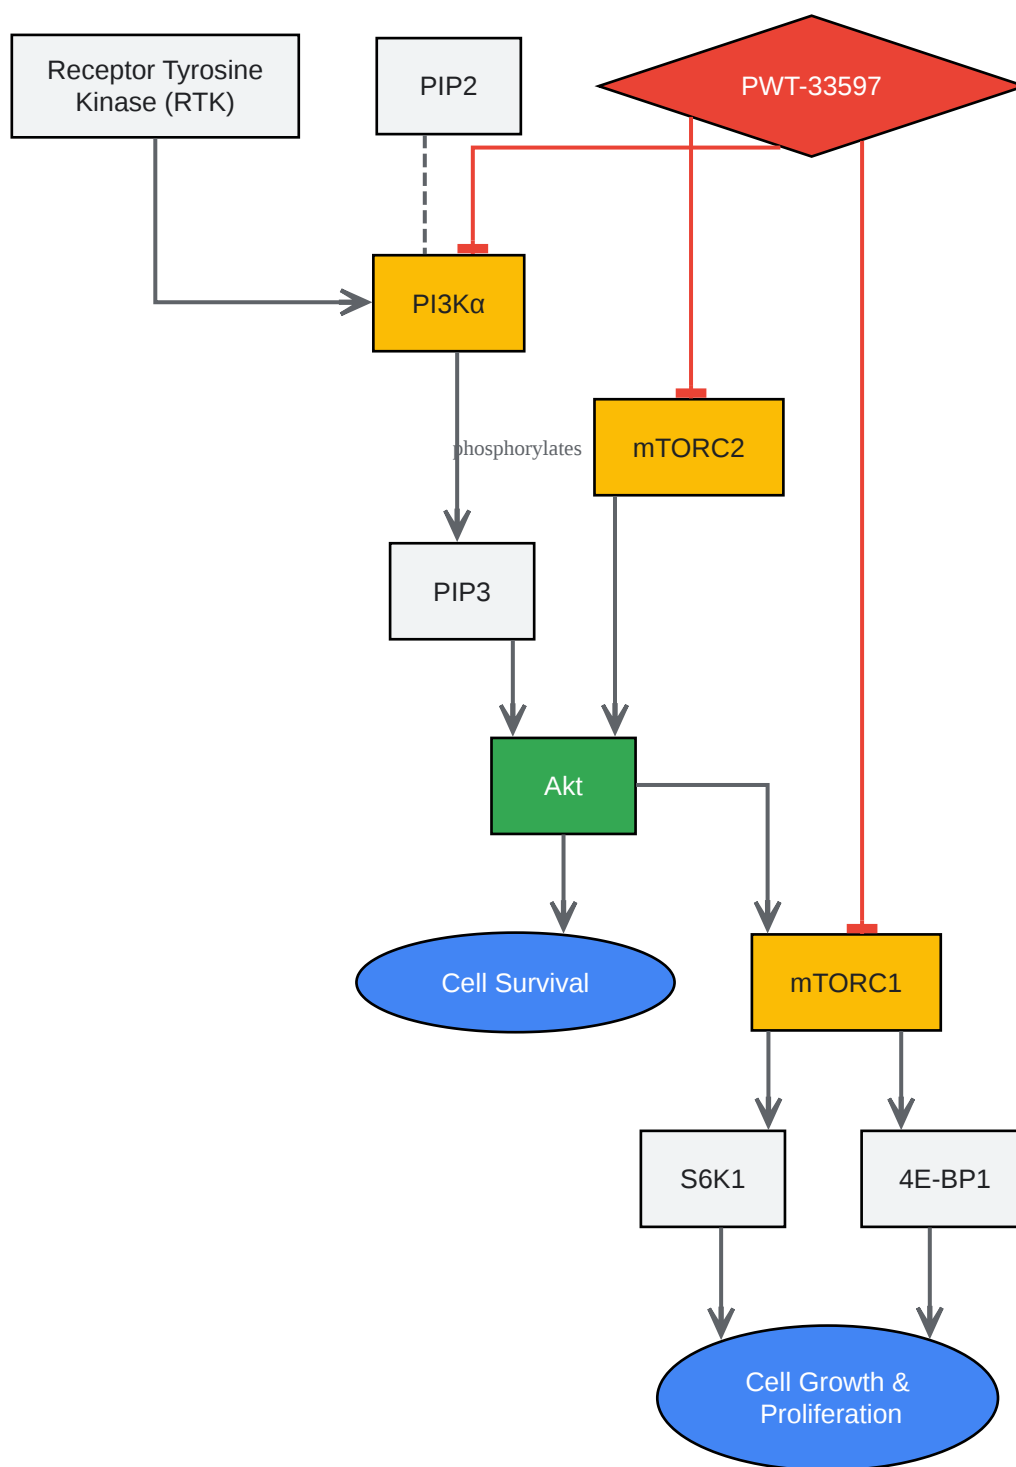 Receptor Tyrosine
Kinase (RTK)
PIP2
PWT-33597
PI3Kα
phosphorylates
mTORC2
PIP3
Akt
Cell Survival
mTORC1
S6K1
4E-BP1
Cell Growth &
Proliferation